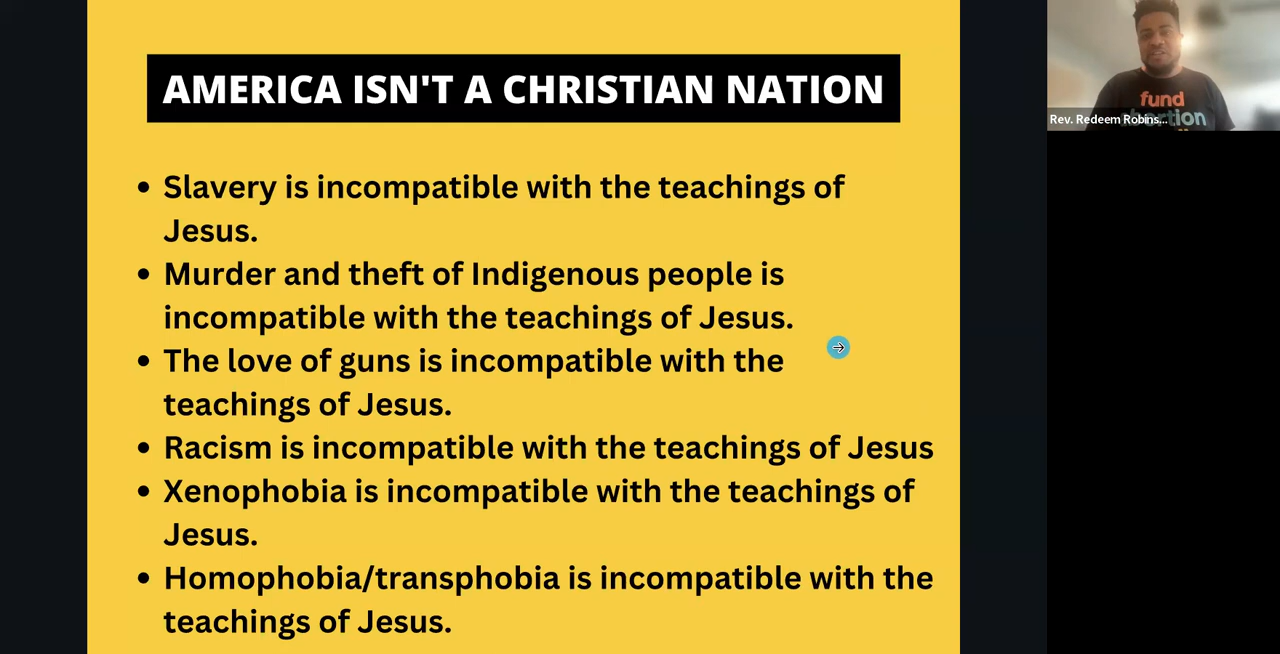 AMERICA ISN'T A CHRISTIAN NATION
• Slavery is incompatible with the teachings of
Jesus.
• Murder and theft of Indigenous people is
incompatible with the teachings of Jesus.
• The love of guns is incompatible with the
teachings of Jesus.
• Racism is incompatible with the teachings of Jesus
• Xenophobia is incompatible with the teachings of
Jesus.
• Homophobia/transphobia is incompatible with the
teachings of Jesus.
fund
abortion
Rev. Redeem Robins...